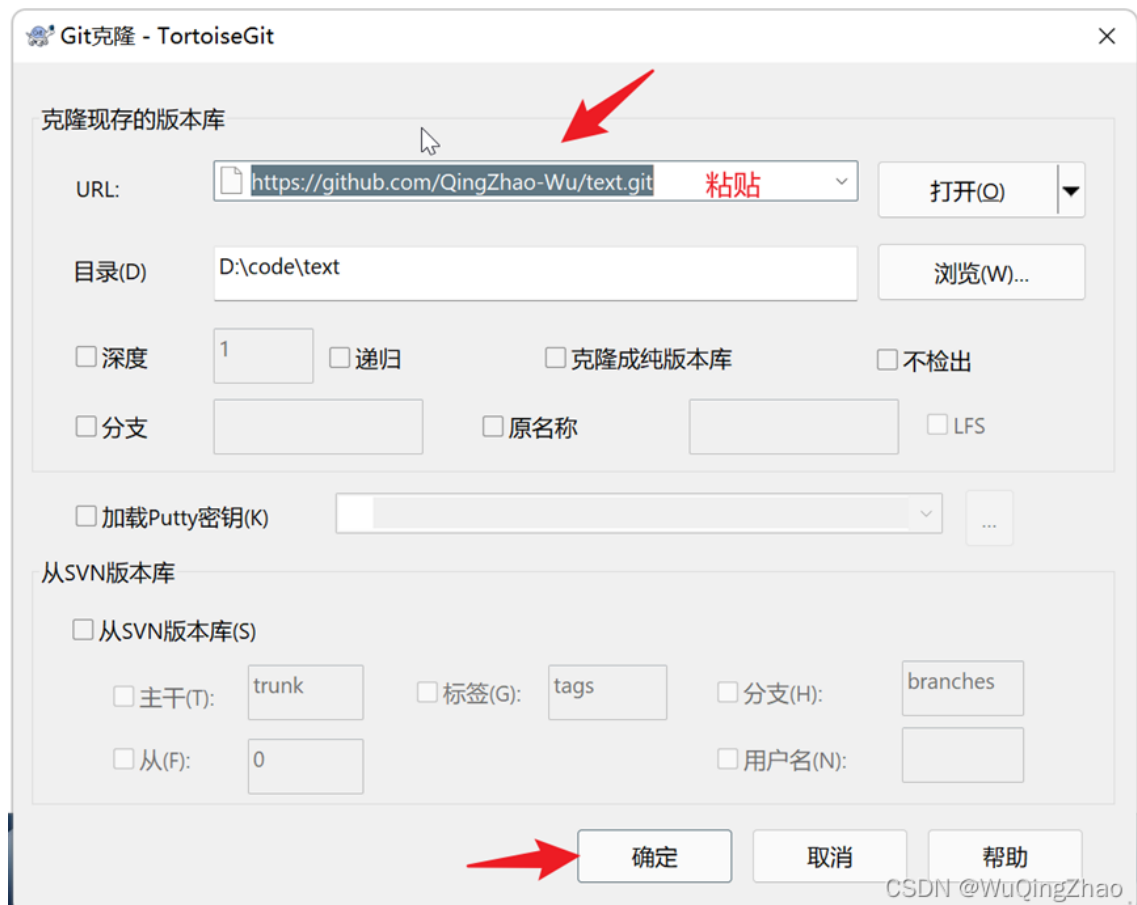 Git克隆 - TortoiseGit
克隆现存的版本库
URL: https://github.com/QingZhao-Wu/text.git 粘贴 打开(O)
目录(D) D:\code\text 浏览(W)...
深度 1 递归 克隆成纯版本库 不检出
分支 原名称 LFS
加载Putty密钥(K) ...
从SVN版本库
从SVN版本库(S)
主干(T): trunk 标签(G): tags 分支(H): branches
从(F): 0 用户名(N):
确定 取消 帮助
CSDN @WuQingZhao